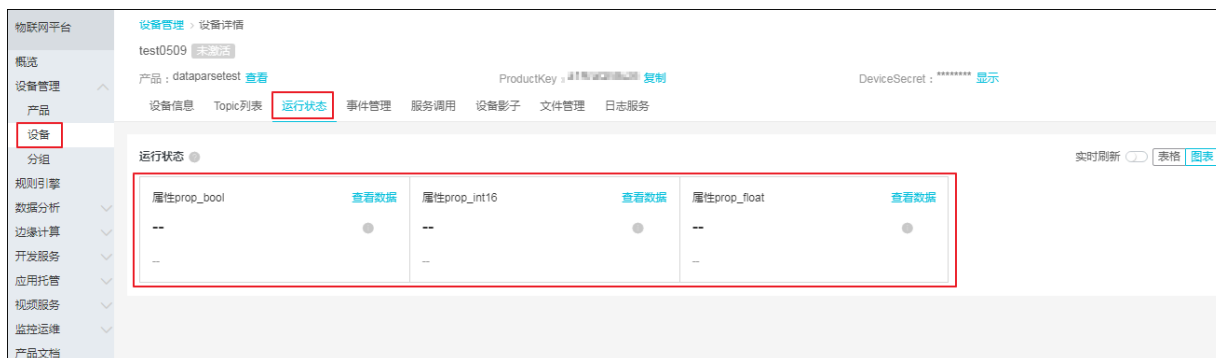 物联网平台
概览
设备管理
产品
设备
分组
规则引擎
数据分析
边缘计算
开发服务
应用托管
视频服务
监控运维
产品文档
设备管理 > 设备详情
test0509 未激活
产品：dataparsetest 查看 ProductKey： 复制 DeviceSecret：******** 显示
设备信息 Topic列表 运行状态 事件管理 服务调用 设备影子 文件管理 日志服务
运行状态 实时刷新 表格 图表
属性prop_bool 查看数据 属性prop_int16 查看数据 属性prop_float 查看数据
-- -- --
-- -- --